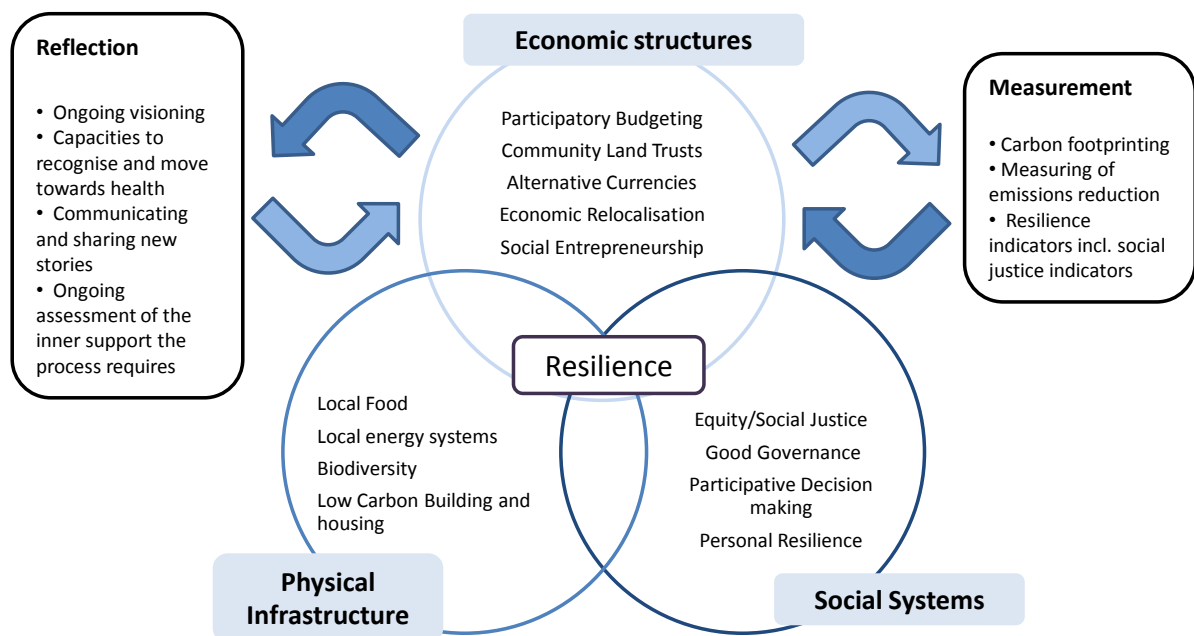 Reflection
• Ongoing visioning
• Capacities to
recognise and move
towards health
• Communicating
and sharing new
stories
• Ongoing
assessment of the
inner support the
process requires
Economic structures
Participatory Budgeting
Community Land Trusts
Alternative Currencies
Economic Relocalisation
Social Entrepreneurship
Measurement
• Carbon footprinting
• Measuring of
emissions reduction
• Resilience
indicators incl. social
justice indicators
Resilience
Local Food
Local energy systems
Biodiversity
Low Carbon Building and
housing
Physical
Infrastructure
Equity/Social Justice
Good Governance
Participative Decision
making
Personal Resilience
Social Systems